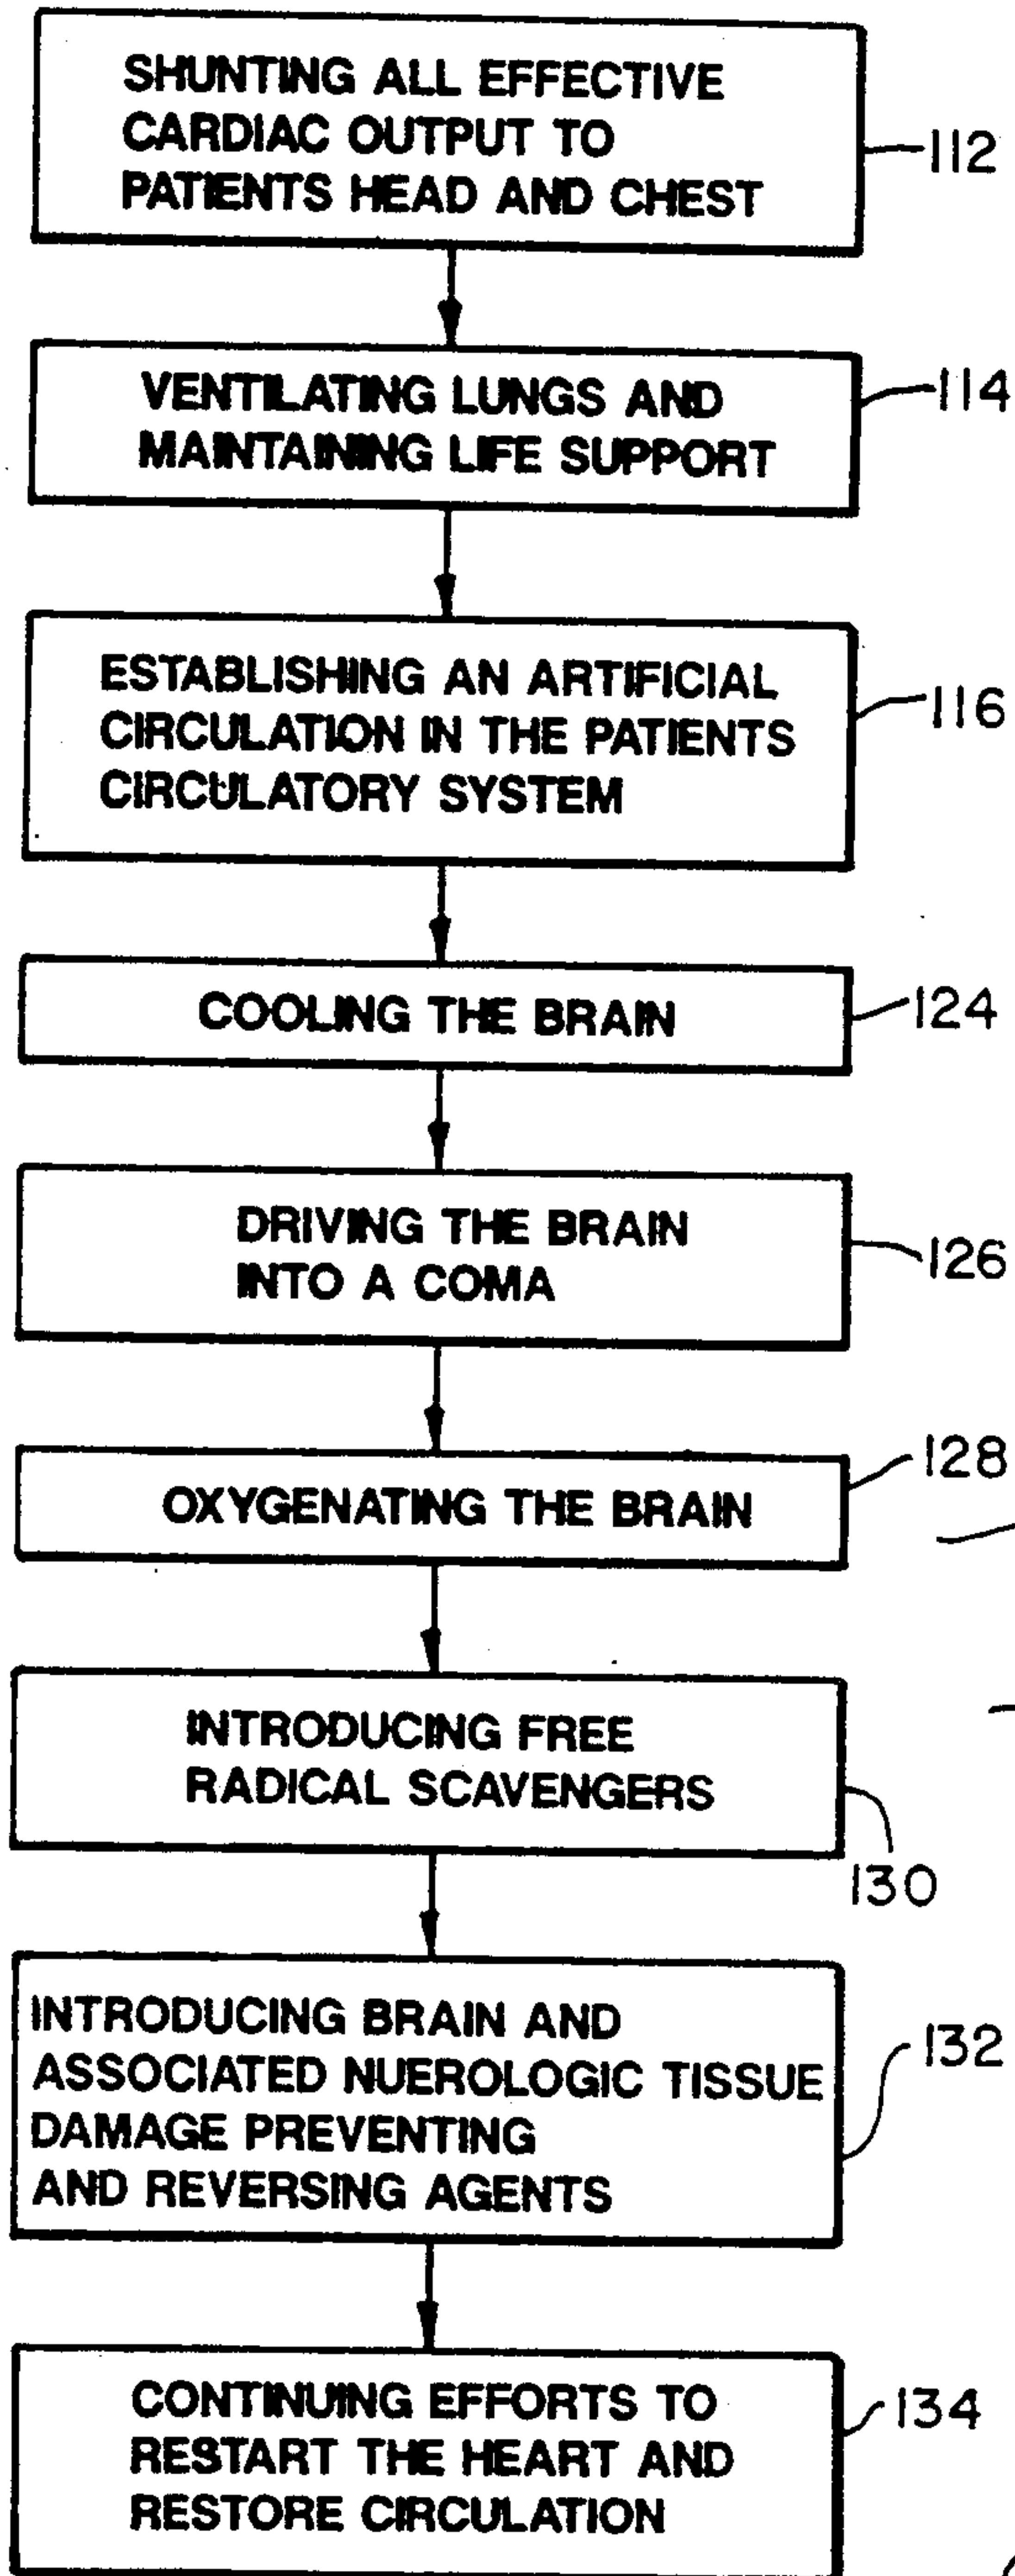 SHUNTING ALL EFFECTIVE
CARDIAC OUTPUT TO
PATIENTS HEAD AND CHEST
112
VENTILATING LUNGS AND
MAINTAINING LIFE SUPPORT
114
ESTABLISHING AN ARTIFICIAL
CIRCULATION IN THE PATIENTS
CIRCULATORY SYSTEM
116
COOLING THE BRAIN
124
DRIVING THE BRAIN
INTO A COMA
126
OXYGENATING THE BRAIN
128
INTRODUCING FREE
RADICAL SCAVENGERS
130
INTRODUCING BRAIN AND
ASSOCIATED NUEROLOGIC TISSUE
DAMAGE PREVENTING
AND REVERSING AGENTS
132
CONTINUING EFFORTS TO
RESTART THE HEART AND
RESTORE CIRCULATION
134